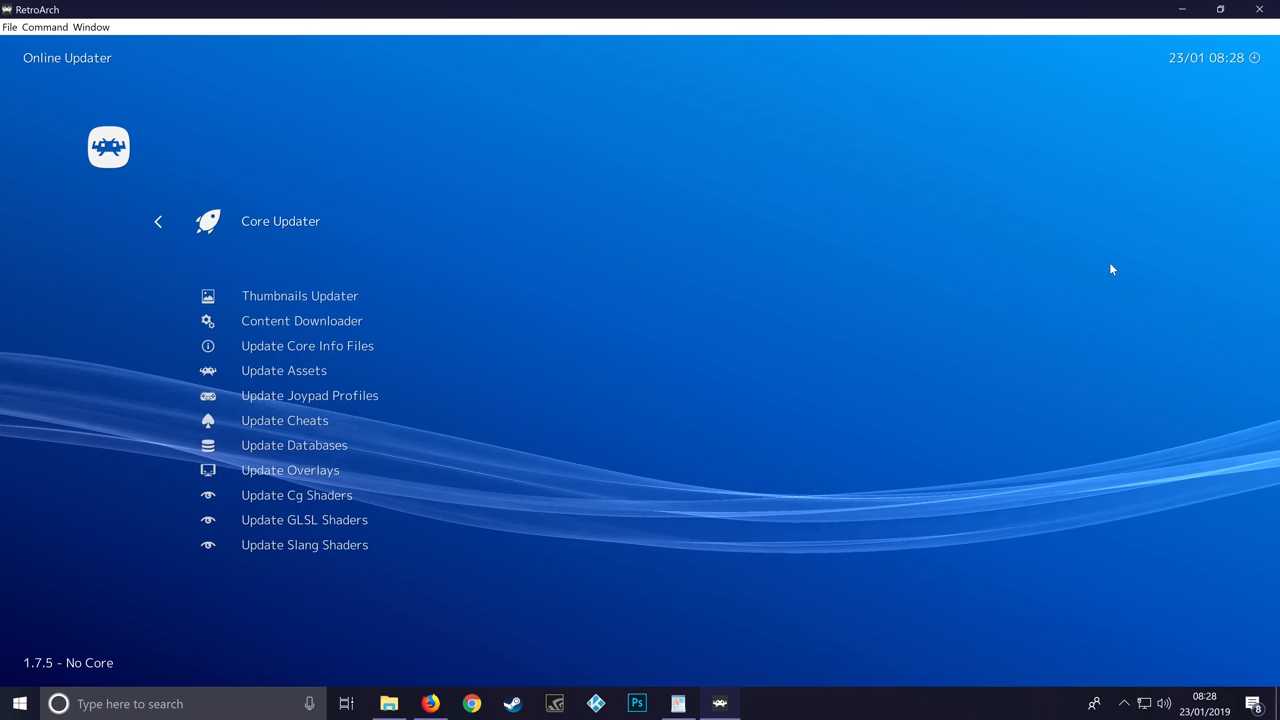 RetroArch
File Command Window
Online Updater
23/01 08:28
Core Updater
Thumbnails Updater
Content Downloader
Update Core Info Files
Update Assets
Update Joypad Profiles
Update Cheats
Update Databases
Update Overlays
Update Cg Shaders
Update GLSL Shaders
Update Slang Shaders
1.7.5 - No Core
Type here to search
Ps
08:28
23/01/2019
8